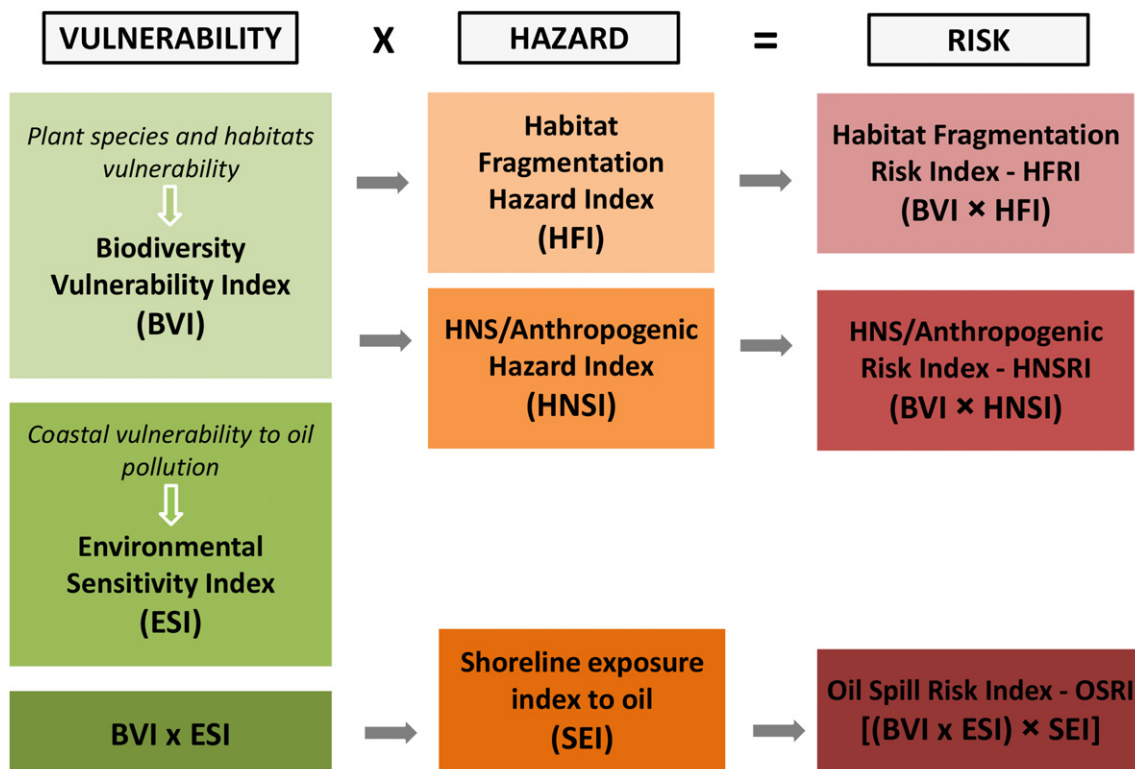 VULNERABILITY X HAZARD = RISK
Plant species and habitats
vulnerability
Biodiversity
Vulnerability Index
(BVI)
Habitat
Fragmentation
Hazard Index
(HFI)
Habitat Fragmentation
Risk Index - HFRI
(BVI × HFI)
HNS/Anthropogenic
Hazard Index
(HNSI)
HNS/Anthropogenic
Risk Index - HNSRI
(BVI × HNSI)
Coastal vulnerability to oil
pollution
Environmental
Sensitivity Index
(ESI)
BVI x ESI
Shoreline exposure
index to oil
(SEI)
Oil Spill Risk Index - OSRI
[(BVI x ESI) × SEI]